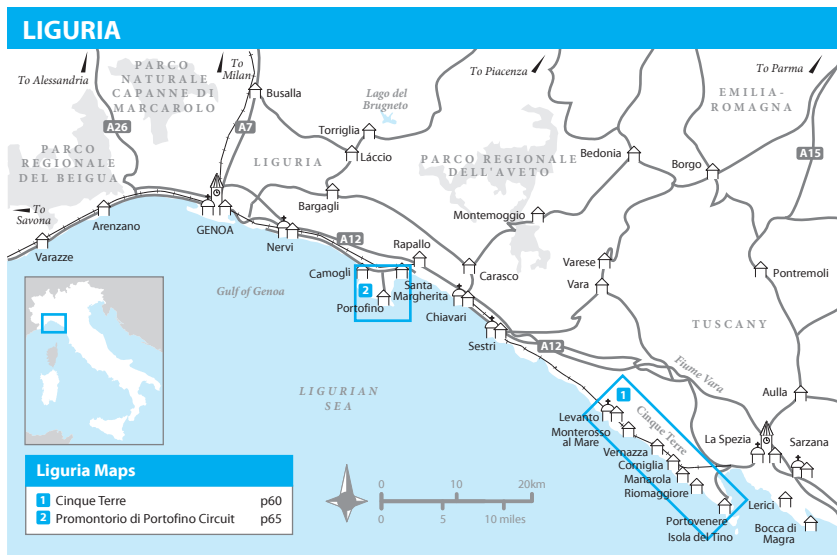 LIGURIA
To Alessandria
PARCO
NATURALE
CAPANNE DI
MARCAROLO
To
Milan
Busalla
Lago del
Brugneto
To Piacenza
To Parma
EMILIA-
ROMAGNA
A26
A7
Torriglia
Láccio
LIGURIA
PARCO
REGIONALE
DEL BEIGUA
PARCO REGIONALE
DELL'AVETO
Bedonia
Borgo
A15
Bargagli
Montemoggio
To
Savona
Arenzano
GENOA
Varazze
Nervi
A12
Rapallo
Camogli
2
Santa
Margherita
Portofino
Carasco
Chiavari
Varese
Vara
Pontremoli
Gulf of Genoa
Sestri
A12
TUSCANY
Fiume Vara
LIGURIAN
SEA
1
Cinque Terre
Levanto
Monterosso
al Mare
Vernazza
Corniglia
Manarola
Riomaggiore
Portovenere
Isola del Tino
La Spezia
Aulla
Sarzana
Lerici
Bocca di
Magra
Liguria Maps
1 Cinque Terre p60
2 Promontorio di Portofino Circuit p65
0 10 20km
0 5 10 miles